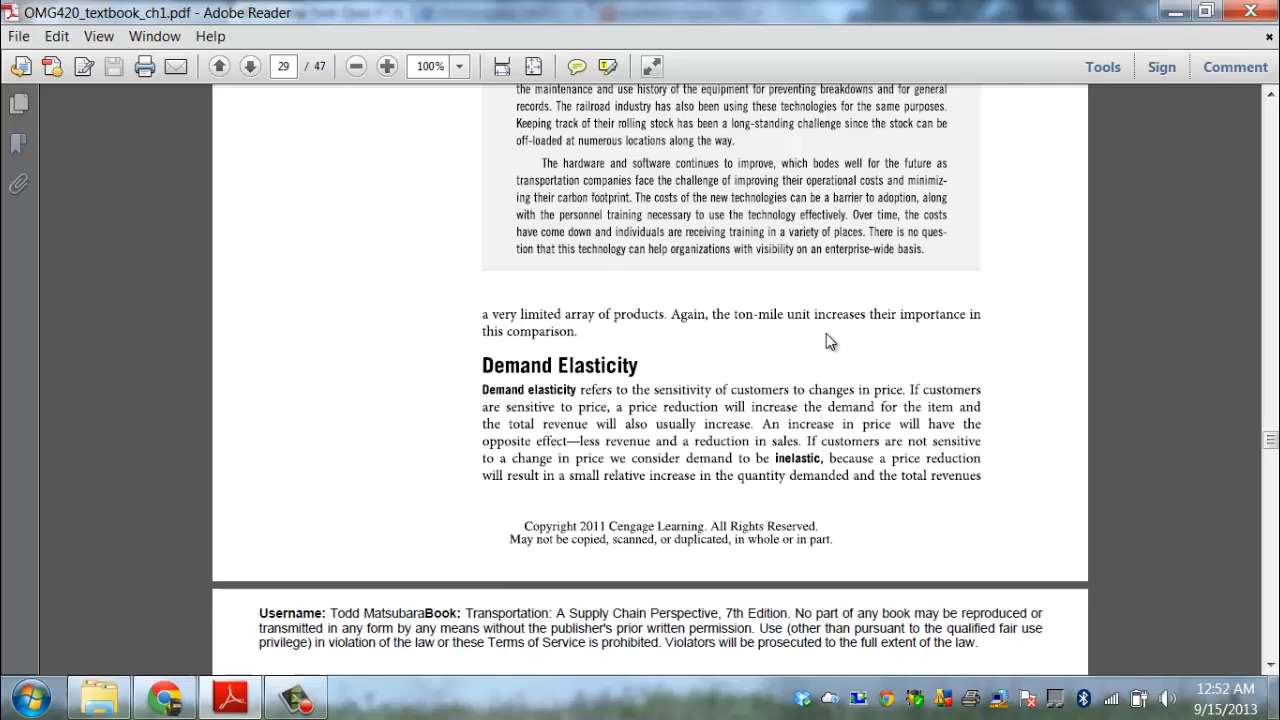 OMG420_textbook_ch1.pdf - Adobe Reader
File Edit View Window Help
29 / 47 100% Tools Sign Comment
the maintenance and use history of the equipment for preventing breakdowns and for general
records. The railroad industry has also been using these technologies for the same purposes.
Keeping track of their rolling stock has been a long-standing challenge since the stock can be
off-loaded at numerous locations along the way.
The hardware and software continues to improve, which bodes well for the future as
transportation companies face the challenge of improving their operational costs and minimiz-
ing their carbon footprint. The costs of the new technologies can be a barrier to adoption, along
with the personnel training necessary to use the technology effectively. Over time, the costs
have come down and individuals are receiving training in a variety of places. There is no ques-
tion that this technology can help organizations with visibility on an enterprise-wide basis.
a very limited array of products. Again, the ton-mile unit increases their importance in
this comparison.
Demand Elasticity
Demand elasticity refers to the sensitivity of customers to changes in price. If customers
are sensitive to price, a price reduction will increase the demand for the item and
the total revenue will also usually increase. An increase in price will have the
opposite effect—less revenue and a reduction in sales. If customers are not sensitive
to a change in price we consider demand to be inelastic, because a price reduction
will result in a small relative increase in the quantity demanded and the total revenues
Copyright 2011 Cengage Learning. All Rights Reserved.
May not be copied, scanned, or duplicated, in whole or in part.
Username: Todd MatsubaraBook: Transportation: A Supply Chain Perspective, 7th Edition. No part of any book may be reproduced or
transmitted in any form by any means without the publisher's prior written permission. Use (other than pursuant to the qualified fair use
privilege) in violation of the law or these Terms of Service is prohibited. Violators will be prosecuted to the full extent of the law.
12:52 AM
9/15/2013